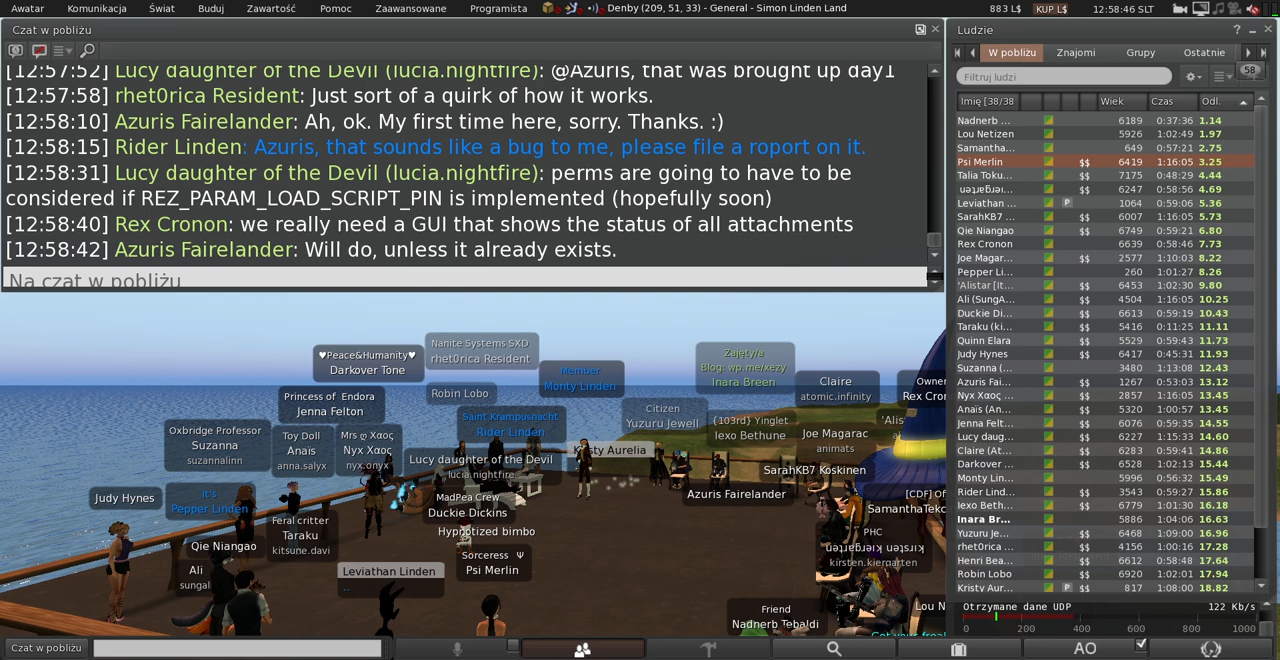 Awatar Komunikacja Świat Buduj Zawartość Pomoc Zaawansowane Programista Denby (209, 51, 33) - General - Simon Linden Land 883 L$ KUP L$ 12:58:46 SLT
Czat w pobliżu
[12:57:52] Lucy daughter of the Devil (lucia.nightfire): @Azuris, that was brought up day1
[12:57:58] rhet0rica Resident: Just sort of a quirk of how it works.
[12:58:10] Azuris Fairelander: Ah, ok. My first time here, sorry. Thanks. :)
[12:58:15] Rider Linden: Azuris, that sounds like a bug to me, please file a roport on it.
[12:58:31] Lucy daughter of the Devil (lucia.nightfire): perms are going to have to be
considered if REZ_PARAM_LOAD_SCRIPT_PIN is implemented (hopefully soon)
[12:58:40] Rex Cronon: we really need a GUI that shows the status of all attachments
[12:58:42] Azuris Fairelander: Will do, unless it already exists.
Na czat w pobliżu
♥Peace&Humanity♥
Darkover Tone
Nanite Systems SXD
rhet0rica Resident
Robin Lobo
Member
Monty Linden
Zajęty/a
Blog: wp.me/xezy
Inara Breen
Claire
atomic.infinity
Owner
Rex Cron
Princess of Endora
Jenna Felton
Saint Krampusnacht
Rider Linden
Citizen
Yuzuru Jewell
{103rd} Yinglet
Iexo Bethune
Joe Magarac
animats
'Alis
Oxbridge Professor
Suzanna
suzannalinn
Toy Doll
Anaïs
anna.salyx
Mrs ღ Χαος
Nyx Χαος
nyx.onyx
Lucy daughter of the Devil
lucia.nightfire
Kristy Aurelia
SarahKB7 Koskinen
Azuris Fairelander
Judy Hynes
It's
Pepper Linden
MadPea Crew
Duckie Dickins
[CDF] Of
SamanthaTekc
Feral critter
Taraku
kitsune.davi
Hypnotized bimbo
Sorceress Ψ
Psi Merlin
PHC
kirsten.kiergarten
Qie Niangao
Ali
sungal
Leviathan Linden
..
Friend
Nadnerb Tebaldi
Lou N
Czat w pobliżu
AO
Ludzie
W pobliżu Znajomi Grupy Ostatnie
Filtruj ludzi 58
Imię [38/38 Wiek Czas Odl.
Nadnerb ... 6189 0:37:36 1.14
Lou Netizen 5926 1:02:49 1.97
Samantha... 649 0:57:21 2.75
Psi Merlin $$ 6419 1:16:05 3.25
Talia Toku... $$ 7175 0:48:29 4.44
$$ 6247 0:58:56 4.69
Leviathan ... P 1064 0:59:06 5.36
SarahKB7 ... $$ 6007 1:16:05 5.73
Qie Niangao $$ 6749 0:59:21 6.80
Rex Cronon 6639 0:58:46 7.73
Joe Magar... $$ 2577 1:10:03 8.22
Pepper Li... 260 1:01:27 8.26
'Alistar [It... $$ 6453 1:02:30 9.80
Ali (SungA... $$ 4504 1:16:05 10.25
Duckie Di... $$ 6613 0:59:19 10.43
Taraku (ki... $$ 5416 1:11:25 11.11
Quinn Elara $$ 5529 0:59:43 11.73
Judy Hynes $$ 6417 0:45:31 11.93
Suzanna (... 3480 1:13:08 12.43
Azuris Fai... $$ 1267 0:53:03 13.12
Nyx Χαος ... $$ 2857 1:16:05 13.45
Anaïs (An... $$ 5320 1:00:57 13.45
Jenna Felt... $$ 6076 0:59:35 14.55
Lucy daug... $$ 6227 1:15:33 14.60
Claire (At... $$ 6283 0:59:41 14.86
Darkover ... $$ 6528 1:02:13 15.44
Monty Lin... 5996 0:56:32 15.49
Rider Lind... $$ 3543 0:59:27 15.86
Iexo Beth... $$ 6779 1:01:30 16.18
Inara Br... 5886 1:04:06 16.63
Yuzuru Je... $$ 6468 1:09:00 16.96
rhet0rica ... $$ 4156 1:00:16 17.28
Henri Bea... $$ 6612 0:58:48 17.64
Robin Lobo $$ 6920 1:02:01 17.94
Kristy Aur... P $$ 817 1:08:00 18.82
Otrzymane dane UDP 122 Kb/s
0 200 400 600 800 1000